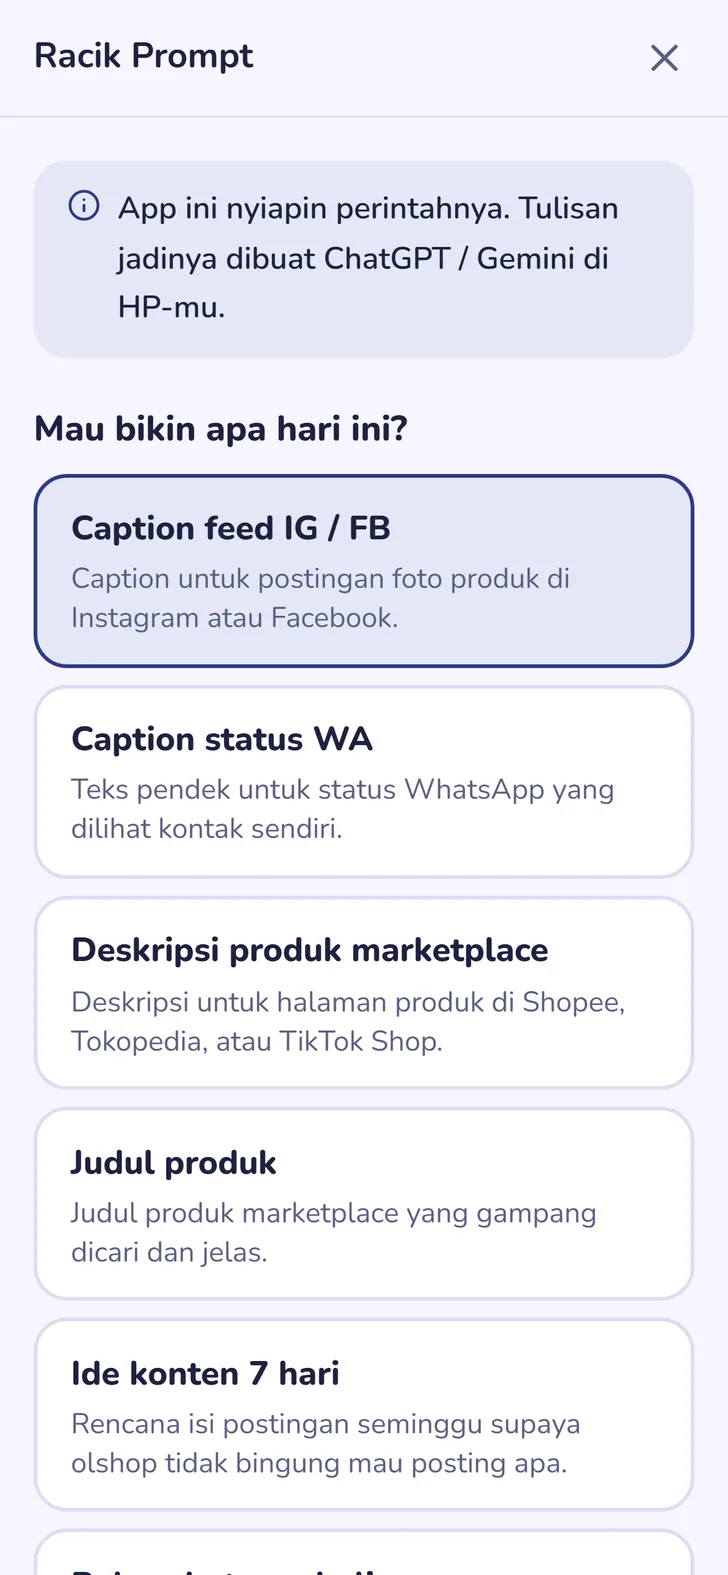 Racik Prompt
App ini nyiapin perintahnya. Tulisan
jadinya dibuat ChatGPT / Gemini di
HP-mu.
Mau bikin apa hari ini?
Caption feed IG / FB
Caption untuk postingan foto produk di
Instagram atau Facebook.
Caption status WA
Teks pendek untuk status WhatsApp yang
dilihat kontak sendiri.
Deskripsi produk marketplace
Deskripsi untuk halaman produk di Shopee,
Tokopedia, atau TikTok Shop.
Judul produk
Judul produk marketplace yang gampang
dicari dan jelas.
Ide konten 7 hari
Rencana isi postingan seminggu supaya
olshop tidak bingung mau posting apa.